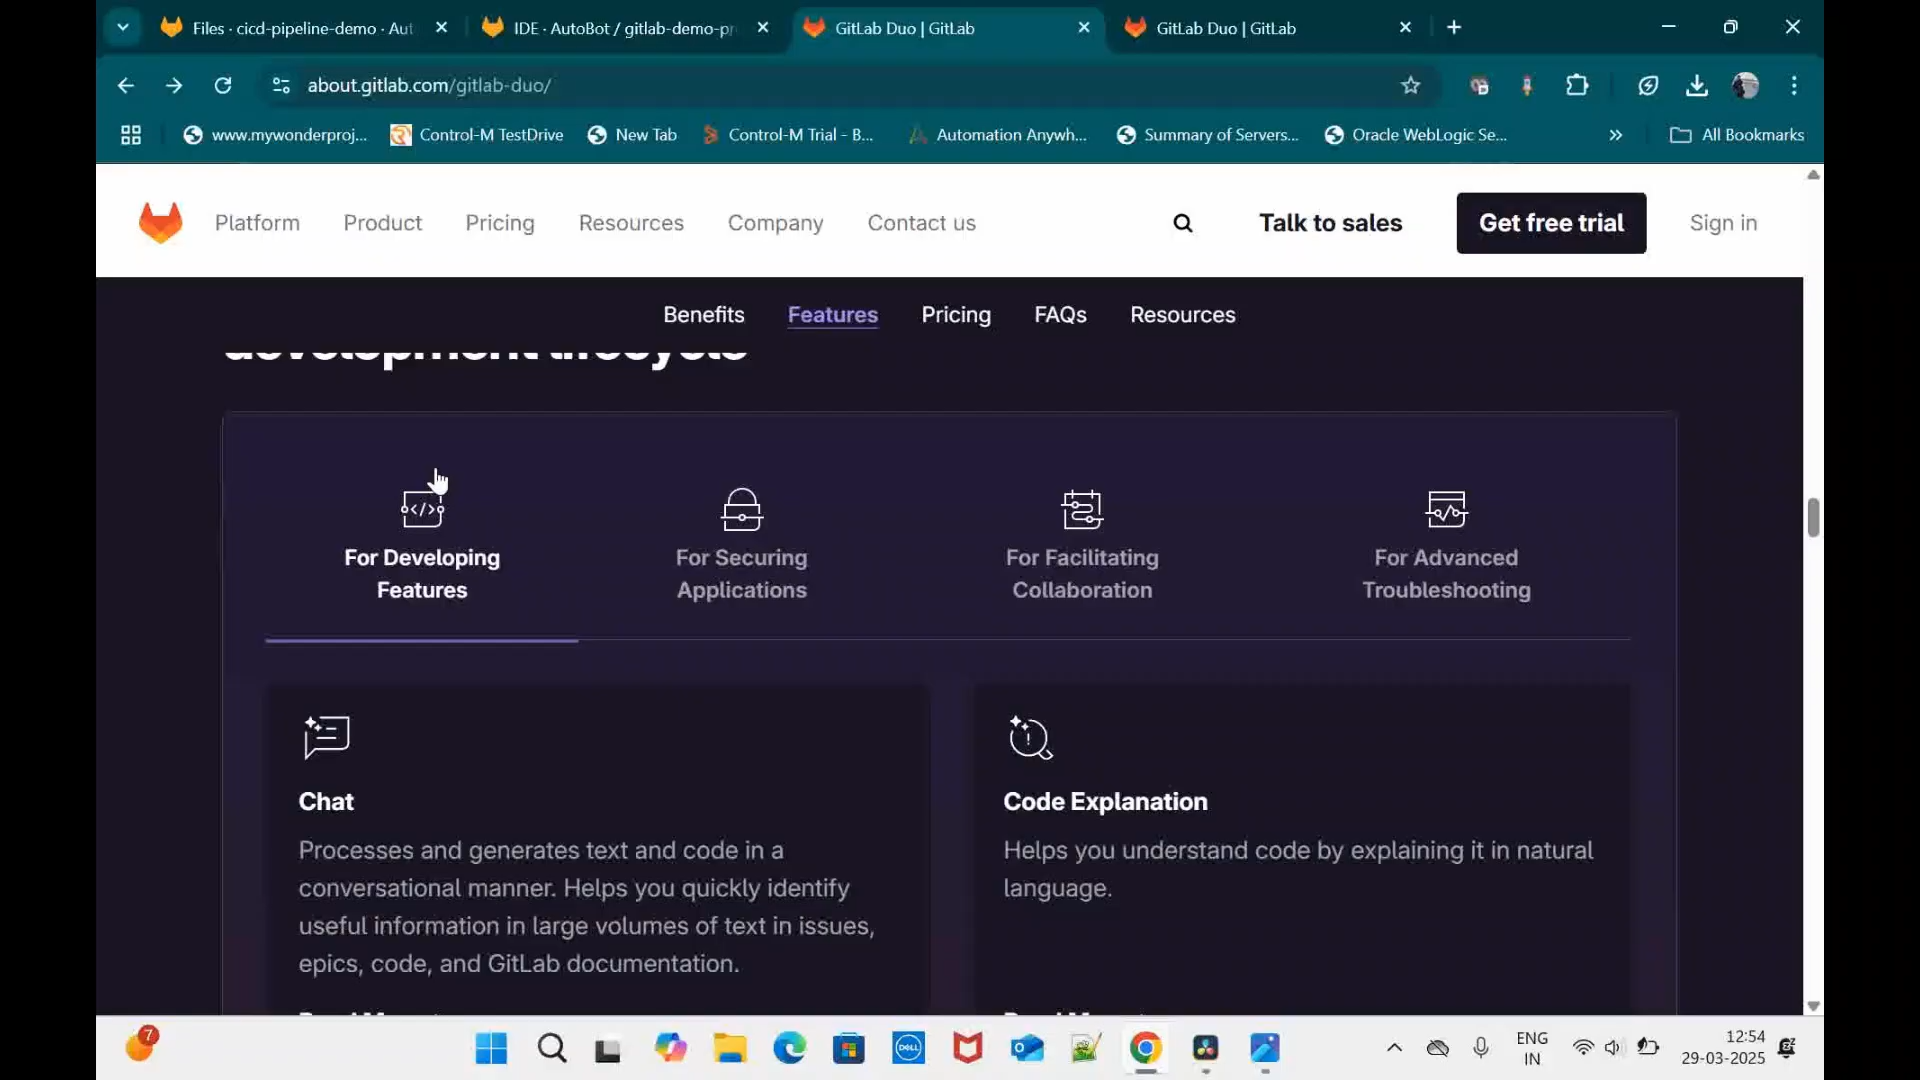 Files · cicd-pipeline-demo · Aut
IDE · AutoBot / gitlab-demo-pr
GitLab Duo | GitLab
GitLab Duo | GitLab
about.gitlab.com/gitlab-duo/
www.mywonderproj...
Control-M TestDrive
New Tab
Control-M Trial - B...
Automation Anywh...
Summary of Servers...
Oracle WebLogic Se...
All Bookmarks
Platform
Product
Pricing
Resources
Company
Contact us
Talk to sales
Get free trial
Sign in
Benefits
Features
Pricing
FAQs
Resources
development lifecycle
For Developing
Features
For Securing
Applications
For Facilitating
Collaboration
For Advanced
Troubleshooting
Chat
Processes and generates text and code in a
conversational manner. Helps you quickly identify
useful information in large volumes of text in issues,
epics, code, and GitLab documentation.
Code Explanation
Helps you understand code by explaining it in natural
language.
7
DELL
ENG
IN
12:54
29-03-2025